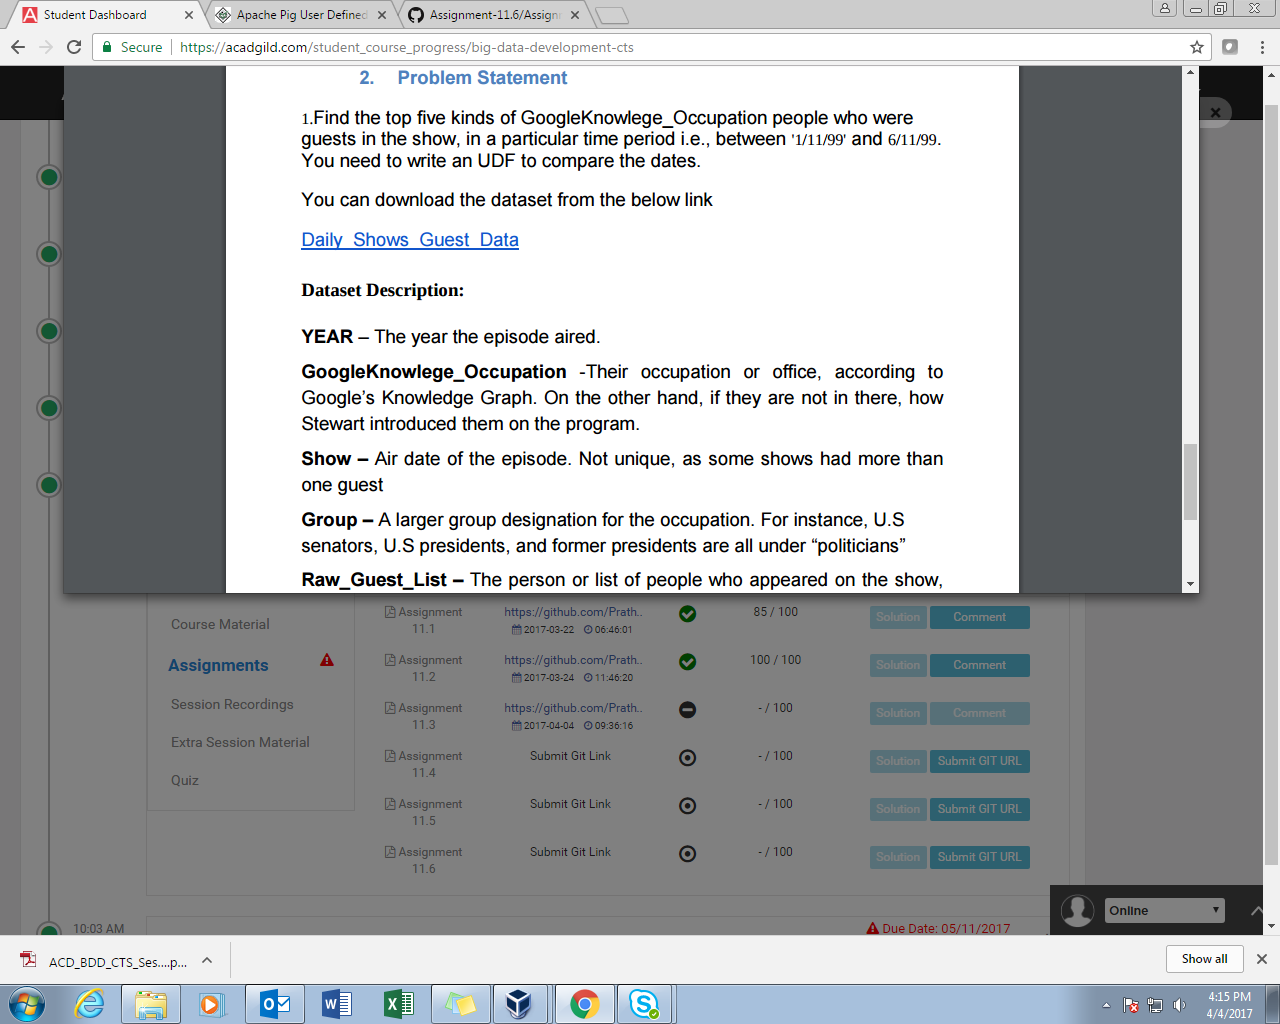 Student Dashboard
Apache Pig User Defined
Assignment-11.6/Assignm
Secure
https://acadgild.com/student_course_progress/big-data-development-cts
2. Problem Statement
1.Find the top five kinds of GoogleKnowlege_Occupation people who were
guests in the show, in a particular time period i.e., between '1/11/99' and 6/11/99.
You need to write an UDF to compare the dates.
You can download the dataset from the below link
Daily_Shows_Guest_Data
Dataset Description:
YEAR – The year the episode aired.
GoogleKnowlege_Occupation -Their occupation or office, according to
Google's Knowledge Graph. On the other hand, if they are not in there, how
Stewart introduced them on the program.
Show – Air date of the episode. Not unique, as some shows had more than
one guest
Group – A larger group designation for the occupation. For instance, U.S
senators, U.S presidents, and former presidents are all under “politicians”
Raw_Guest_List – The person or list of people who appeared on the show,
Course Material
Assignments
Session Recordings
Extra Session Material
Quiz
Assignment
11.1
https://github.com/Prath..
2017-03-22 06:46:01
85 / 100
Solution
Comment
Assignment
11.2
https://github.com/Prath..
2017-03-24 11:46:20
100 / 100
Solution
Comment
Assignment
11.3
https://github.com/Prath..
2017-04-04 09:36:16
- / 100
Solution
Comment
Assignment
11.4
Submit Git Link
- / 100
Solution
Submit GIT URL
Assignment
11.5
Submit Git Link
- / 100
Solution
Submit GIT URL
Assignment
11.6
Submit Git Link
- / 100
Solution
Submit GIT URL
10:03 AM
Due Date: 05/11/2017
Online
ACD_BDD_CTS_Ses....p...
Show all
4:15 PM
4/4/2017